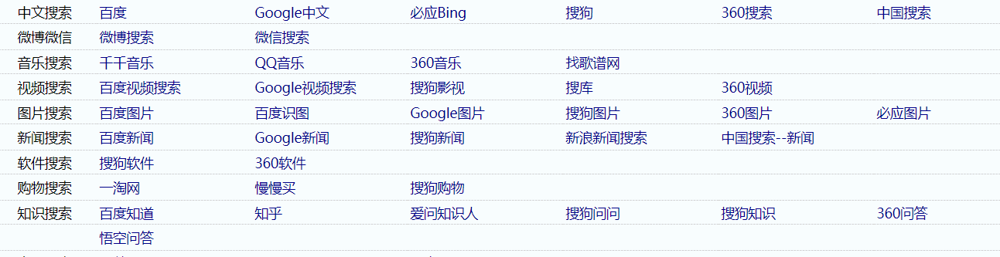 中文搜索 百度 Google中文 必应Bing 搜狗 360搜索 中国搜索
微博微信 微博搜索 微信搜索
音乐搜索 千千音乐 QQ音乐 360音乐 找歌谱网
视频搜索 百度视频搜索 Google视频搜索 搜狗影视 搜库 360视频
图片搜索 百度图片 百度识图 Google图片 搜狗图片 360图片 必应图片
新闻搜索 百度新闻 Google新闻 搜狗新闻 新浪新闻搜索 中国搜索--新闻
软件搜索 搜狗软件 360软件
购物搜索 一淘网 慢慢买 搜狗购物
知识搜索 百度知道 知乎 爱问知识人 搜狗问问 搜狗知识 360问答
悟空问答